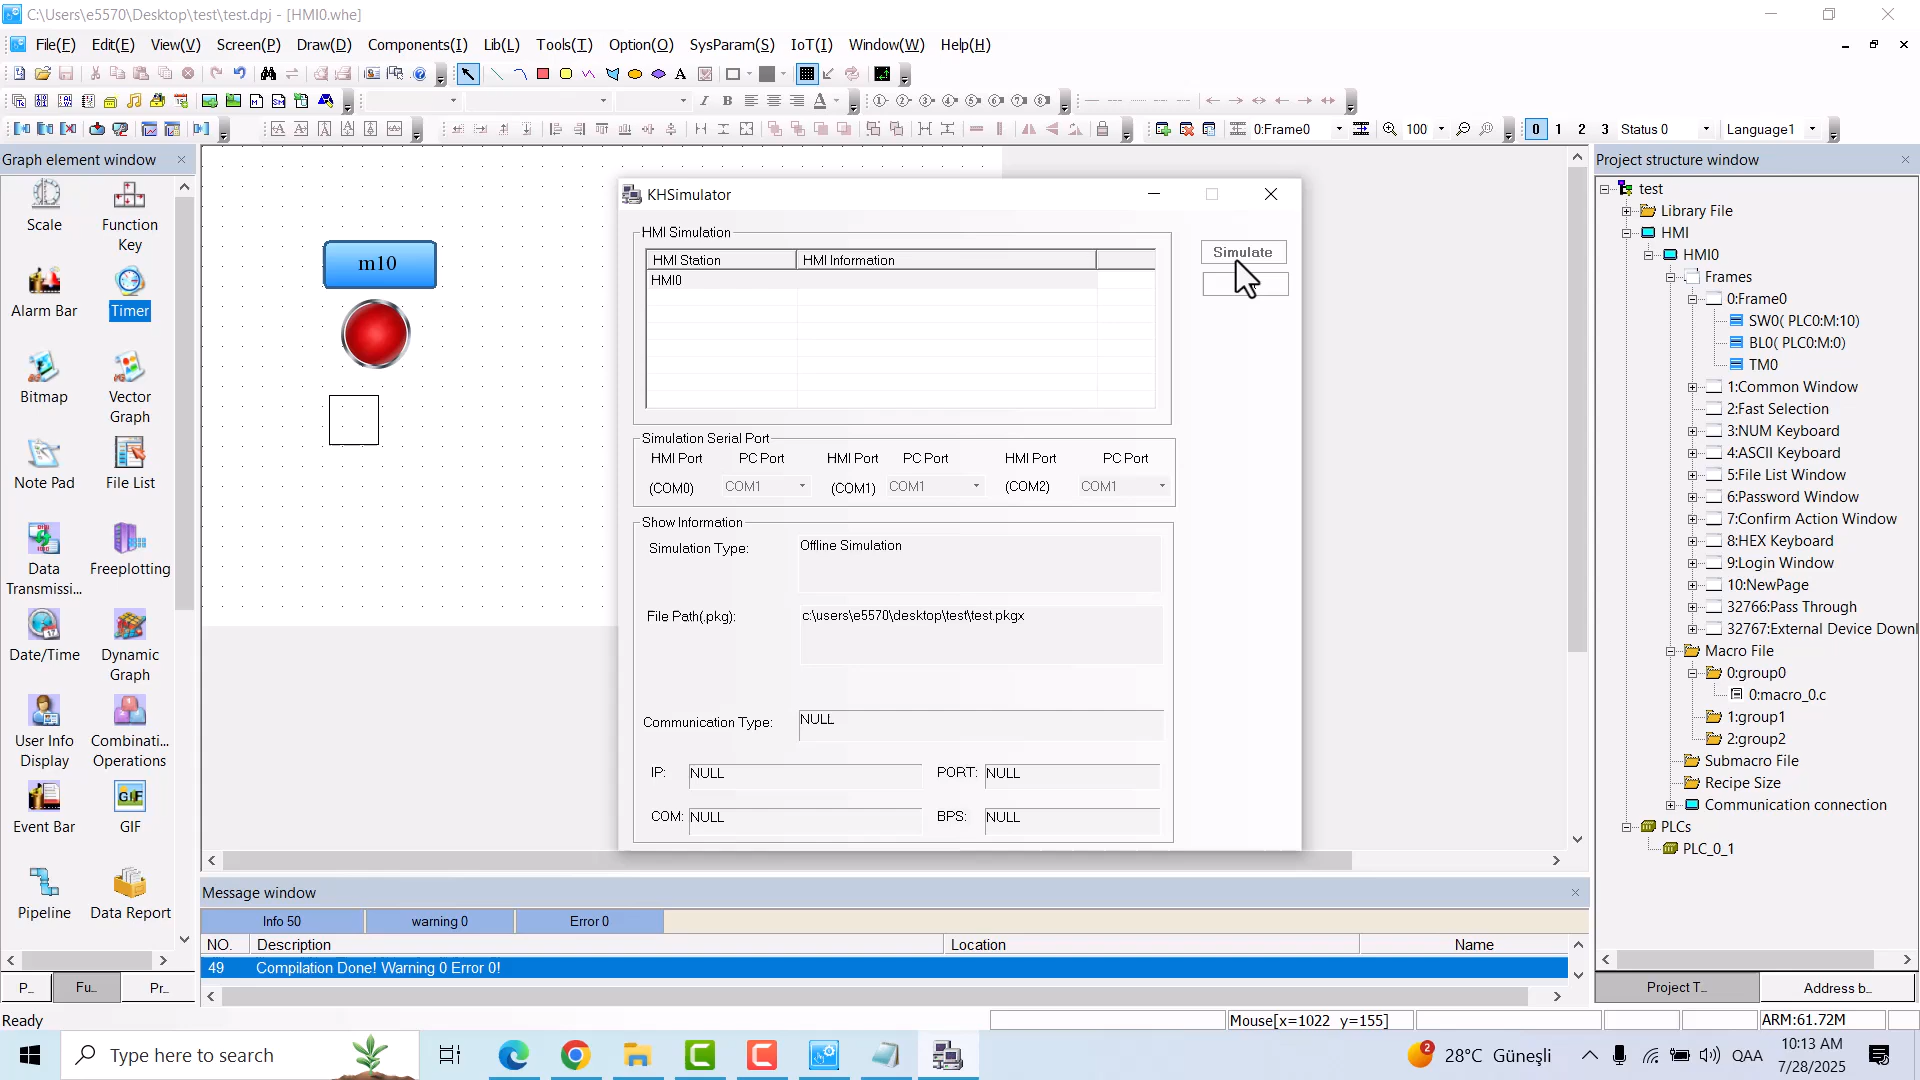 C:\Users\e5570\Desktop\test\test.dpj - [HMI0.whe]
File(F) Edit(E) View(V) Screen(P) Draw(D) Components(I) Lib(L) Tools(T) Option(O) SysParam(S) IoT(I) Window(W) Help(H)
0:Frame0 100 0 1 2 3 Status 0 Language1
Graph element window
Scale
Function Key
Alarm Bar
Timer
Bitmap
Vector Graph
Note Pad
File List
Data Transmissi...
Freeplotting
Date/Time
Dynamic Graph
User Info Display
Combinati... Operations
Event Bar
GIF
Pipeline
Data Report
P... Fu... Pr...
m10
KHSimulator
HMI Simulation
HMI Station HMI Information
HMI0
Simulate
Simulation Serial Port
HMI Port PC Port HMI Port PC Port HMI Port PC Port
(COM0) COM1 (COM1) COM1 (COM2) COM1
Show Information
Simulation Type: Offline Simulation
File Path(.pkg): c:\users\e5570\desktop\test\test.pkgx
Communication Type: NULL
IP: NULL PORT: NULL
COM: NULL BPS: NULL
Project structure window
test
Library File
HMI
HMI0
Frames
0:Frame0
SW0( PLC0:M:10)
BL0( PLC0:M:0)
TM0
1:Common Window
2:Fast Selection
3:NUM Keyboard
4:ASCII Keyboard
5:File List Window
6:Password Window
7:Confirm Action Window
8:HEX Keyboard
9:Login Window
10:NewPage
32766:Pass Through
32767:External Device Downl
Macro File
0:group0
0:macro_0.c
1:group1
2:group2
Submacro File
Recipe Size
Communication connection
PLCs
PLC_0_1
Project T... Address b...
Message window
Info 50 warning 0 Error 0
NO. Description Location Name
49 Compilation Done! Warning 0 Error 0!
Ready Mouse[x=1022 y=155] ARM:61.72M
Type here to search
2 28°C Güneşli QAA
10:13 AM
7/28/2025